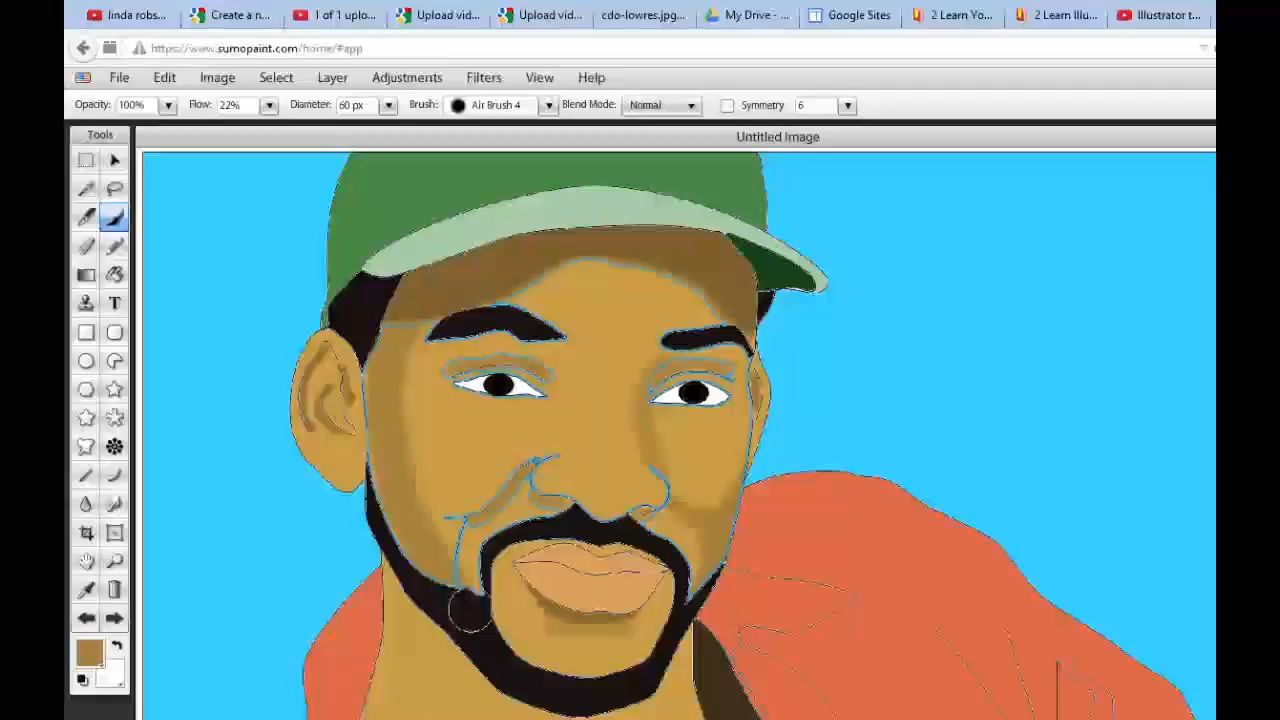 linda robs... Create a n... 1 of 1 uplo... Upload vid... Upload vid... cdo-lowres.jpg... My Drive - ... Google Sites 2 Learn Yo... 2 Learn Illu... Illustrator t...
https://www.sumopaint.com/home/#app
File Edit Image Select Layer Adjustments Filters View Help
Opacity: 100% Flow: 22% Diameter: 60 px Brush: Air Brush 4 Blend Mode: Normal Symmetry 6
Tools
Untitled Image
T